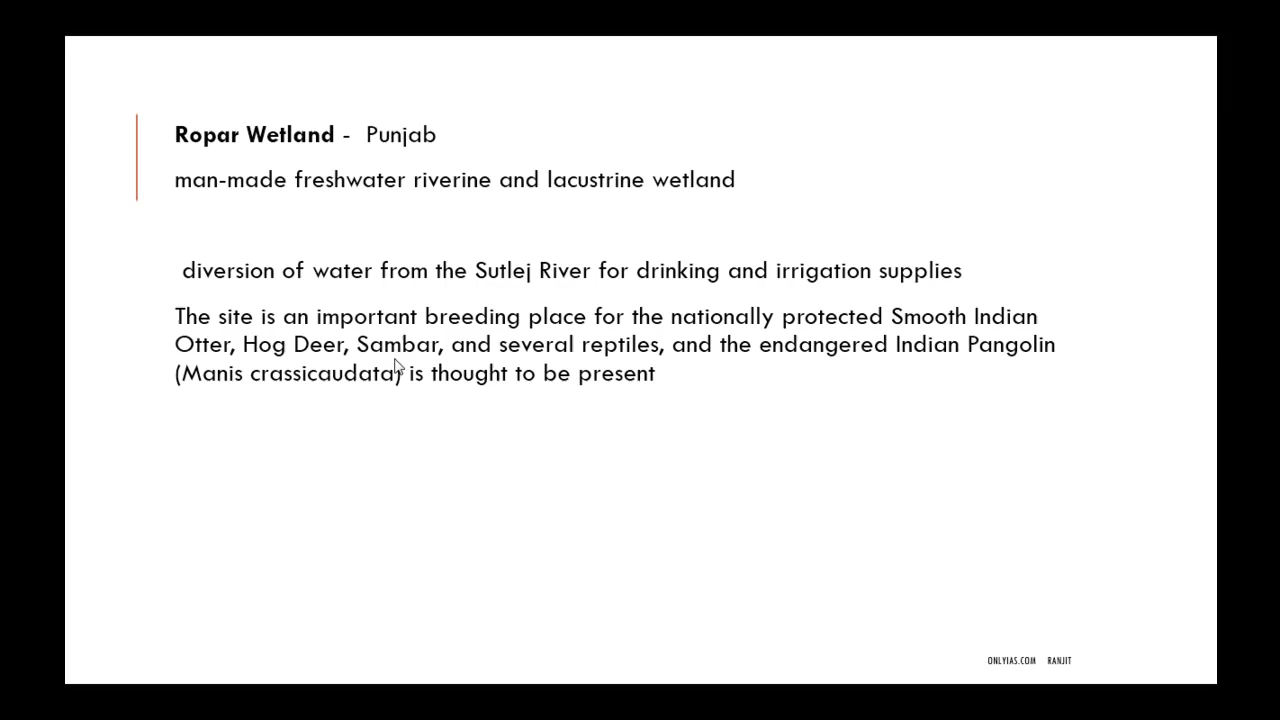 Ropar Wetland - Punjab
man-made freshwater riverine and lacustrine wetland
diversion of water from the Sutlej River for drinking and irrigation supplies
The site is an important breeding place for the nationally protected Smooth Indian
Otter, Hog Deer, Sambar, and several reptiles, and the endangered Indian Pangolin
(Manis crassicaudata) is thought to be present
ONLYIAS.COM RANJIT